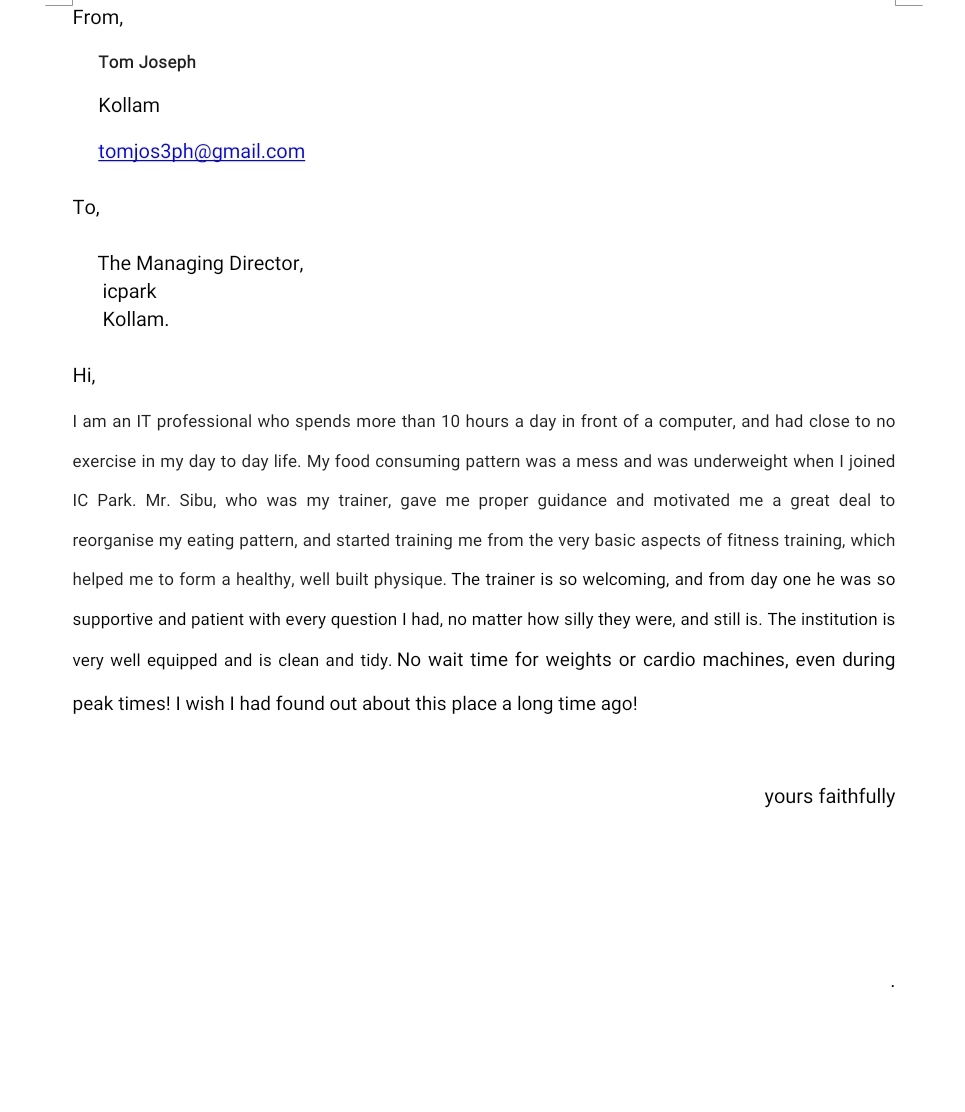 From,
Tom Joseph
Kollam
tomjos3ph@gmail.com
To,
The Managing Director,
icpark
Kollam.
Hi,
I am an IT professional who spends more than 10 hours a day in front of a computer, and had close to no
exercise in my day to day life. My food consuming pattern was a mess and was underweight when I joined
IC Park. Mr. Sibu, who was my trainer, gave me proper guidance and motivated me a great deal to
reorganise my eating pattern, and started training me from the very basic aspects of fitness training, which
helped me to form a healthy, well built physique. The trainer is so welcoming, and from day one he was so
supportive and patient with every question I had, no matter how silly they were, and still is. The institution is
very well equipped and is clean and tidy. No wait time for weights or cardio machines, even during
peak times! I wish I had found out about this place a long time ago!
yours faithfully
.